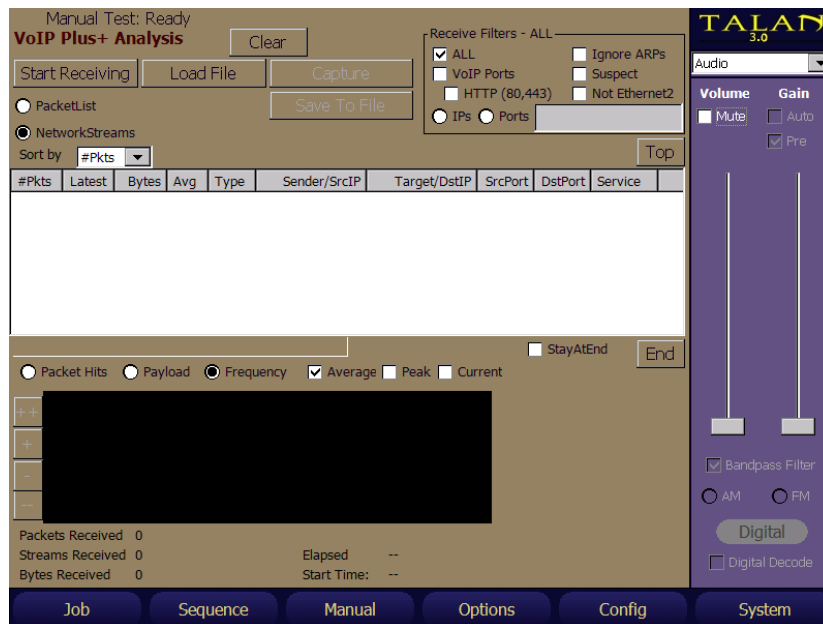 Manual Test: Ready
VoIP Plus+ Analysis
Clear
Start Receiving
Load File
Capture
Save To File
PacketList
NetworkStreams
Sort by #Pkts
Receive Filters - ALL
ALL
Ignore ARPs
VoIP Ports
Suspect
HTTP (80,443)
Not Ethernet2
IPs
Ports
Top
#Pkts Latest Bytes Avg Type Sender/SrcIP Target/DstIP SrcPort DstPort Service
StayAtEnd
End
Packet Hits Payload Frequency Average Peak Current
++
+
-
--
Packets Received 0
Streams Received 0 Elapsed --
Bytes Received 0 Start Time: --
TALAN
3.0
Audio
Volume Gain
Mute Auto
Pre
Bandpass Filter
AM FM
Digital
Digital Decode
Job Sequence Manual Options Config System